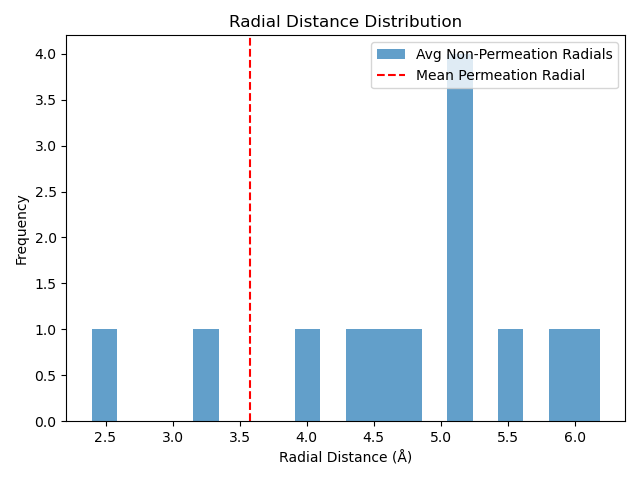 Radial Distance Distribution
Avg Non-Permeation Radials
Mean Permeation Radial
Frequency
4.0
3.5
3.0
2.5
2.0
1.5
1.0
0.5
0.0
2.5 3.0 3.5 4.0 4.5 5.0 5.5 6.0
Radial Distance (Å)